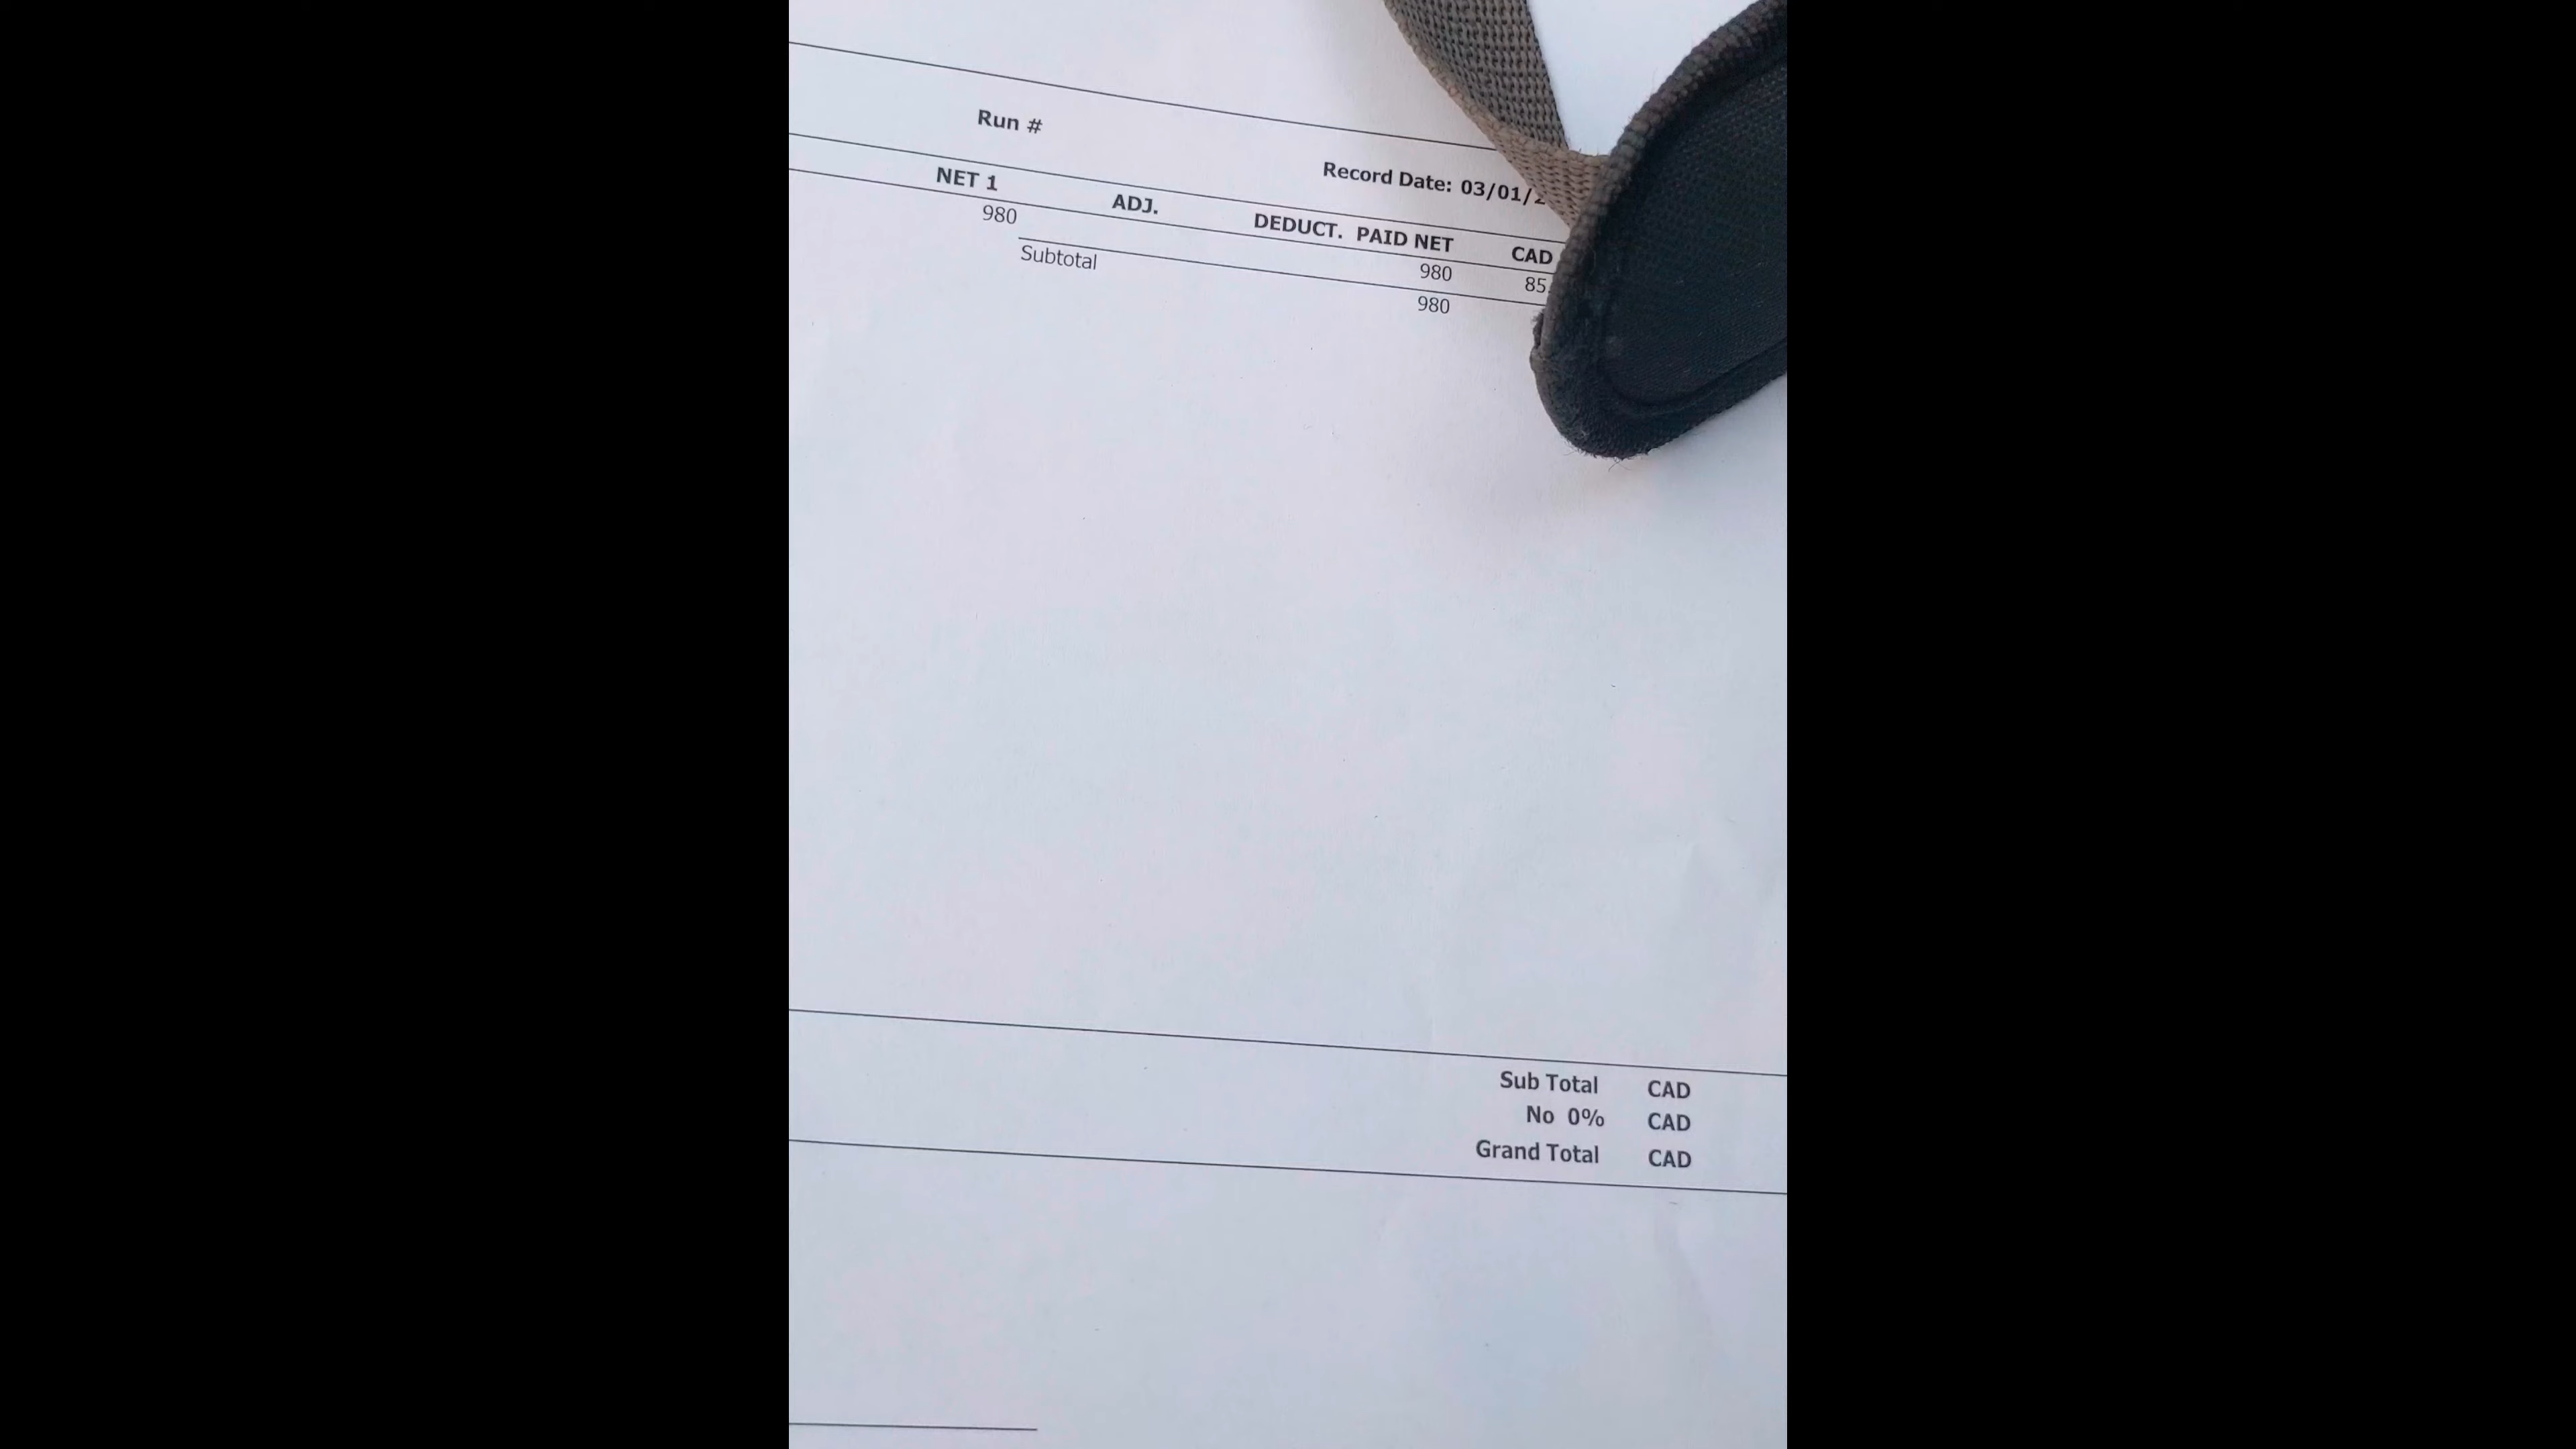 Run #
Record Date: 03/01/
NET 1 ADJ. DEDUCT. PAID NET CAD
980 980 85.
Subtotal 980
Sub Total CAD
No 0% CAD
Grand Total CAD